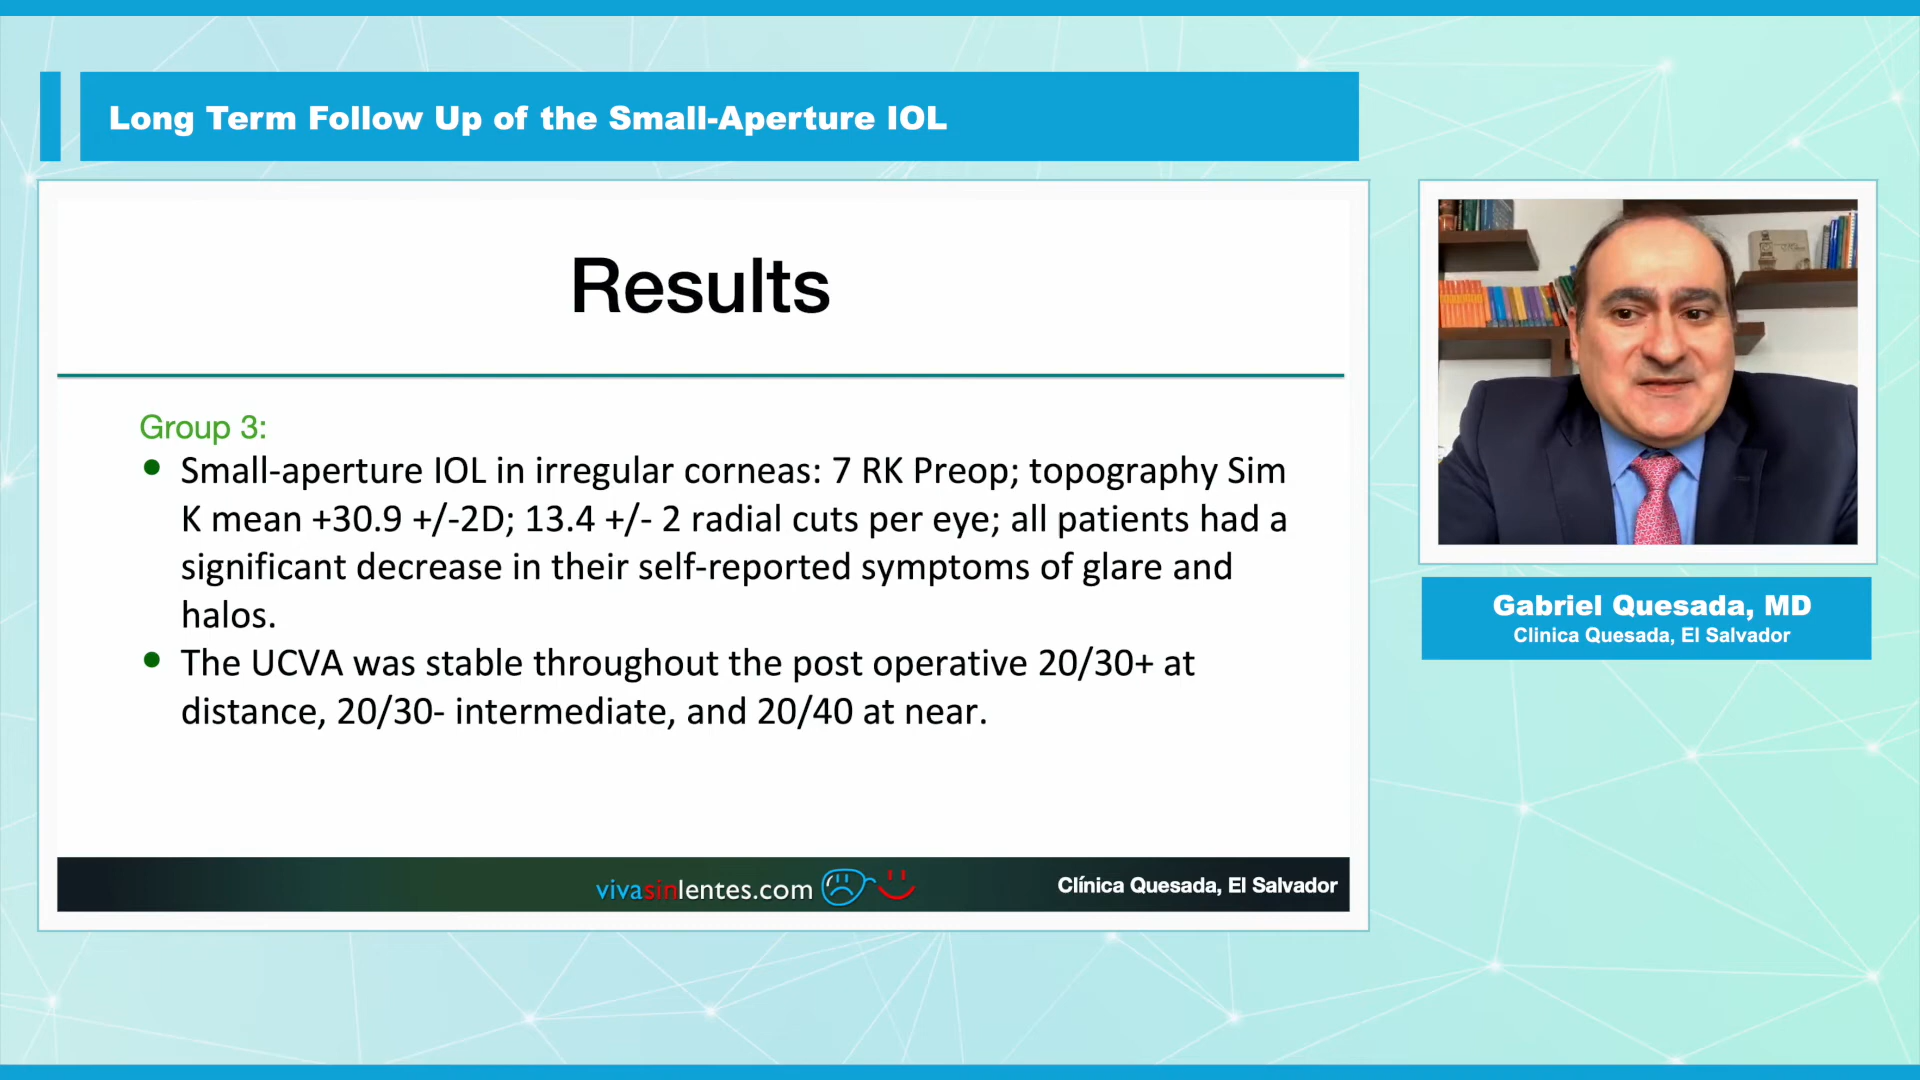 Long Term Follow Up of the Small-Aperture IOL
Results
Group 3:
• Small-aperture IOL in irregular corneas: 7 RK Preop; topography Sim
K mean +30.9 +/-2D; 13.4 +/- 2 radial cuts per eye; all patients had a
significant decrease in their self-reported symptoms of glare and
halos.
• The UCVA was stable throughout the post operative 20/30+ at
distance, 20/30- intermediate, and 20/40 at near.
vivasinlentes.com
Clínica Quesada, El Salvador
Gabriel Quesada, MD
Clinica Quesada, El Salvador